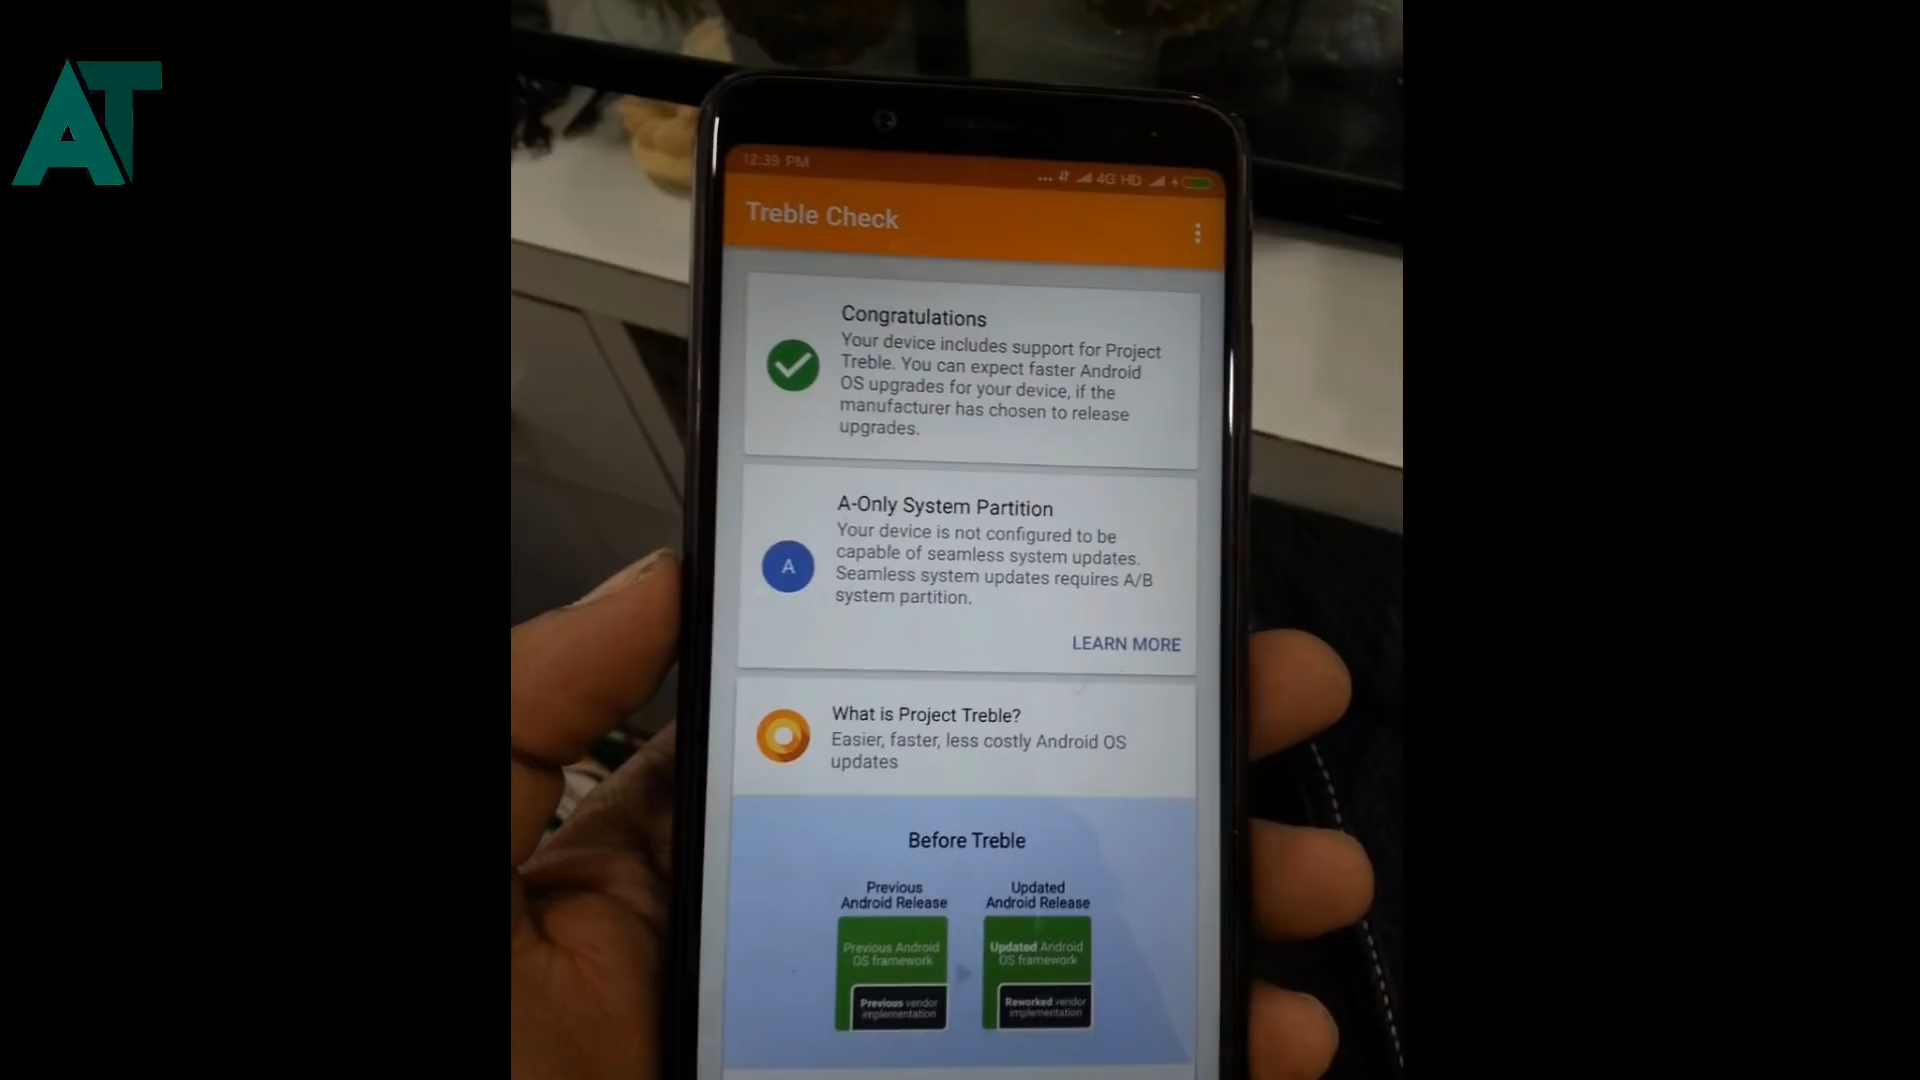 AT
12:39 PM
4G HD
Treble Check
Congratulations
Your device includes support for Project
Treble. You can expect faster Android
OS upgrades for your device, if the
manufacturer has chosen to release
upgrades.
A-Only System Partition
A
Your device is not configured to be
capable of seamless system updates.
Seamless system updates requires A/B
system partition.
LEARN MORE
What is Project Treble?
Easier, faster, less costly Android OS
updates
Before Treble
Previous
Android Release
Updated
Android Release
Previous Android
OS framework
Previous vendor
implementation
Updated Android
OS framework
Reworked vendor
implementation